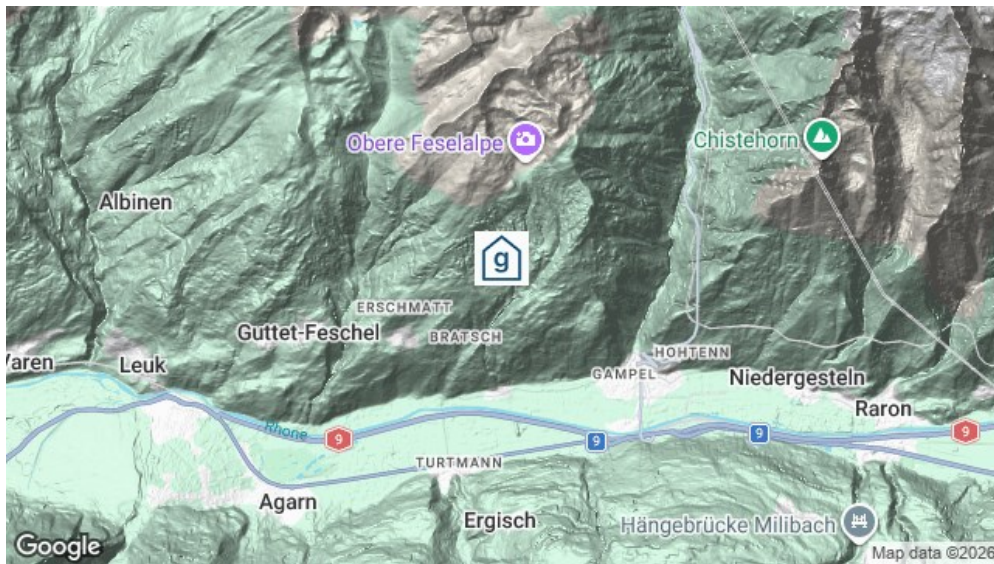 Obere Feselalpe
Chistehorn
Albinen
g
ERSCHMATT
Guttet-Feschel
BRATSCH
HOHTENN
Varen
Leuk
GAMPEL
Niedergesteln
Raron
Rhone
9
9
9
9
TURTMANN
Agarn
Ergisch
Hängebrücke Milibach
Google
Map data ©2026